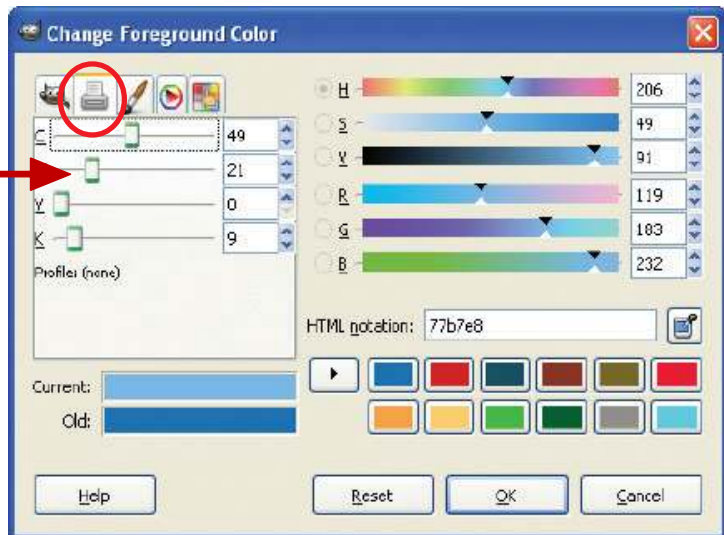 Change Foreground Color
C 49
21
Y 0
K 9
Profile: (none)
H 206
S 49
V 91
R 119
G 183
B 232
HTML notation: 77b7e8
Current:
Old:
Help
Reset
OK
Cancel